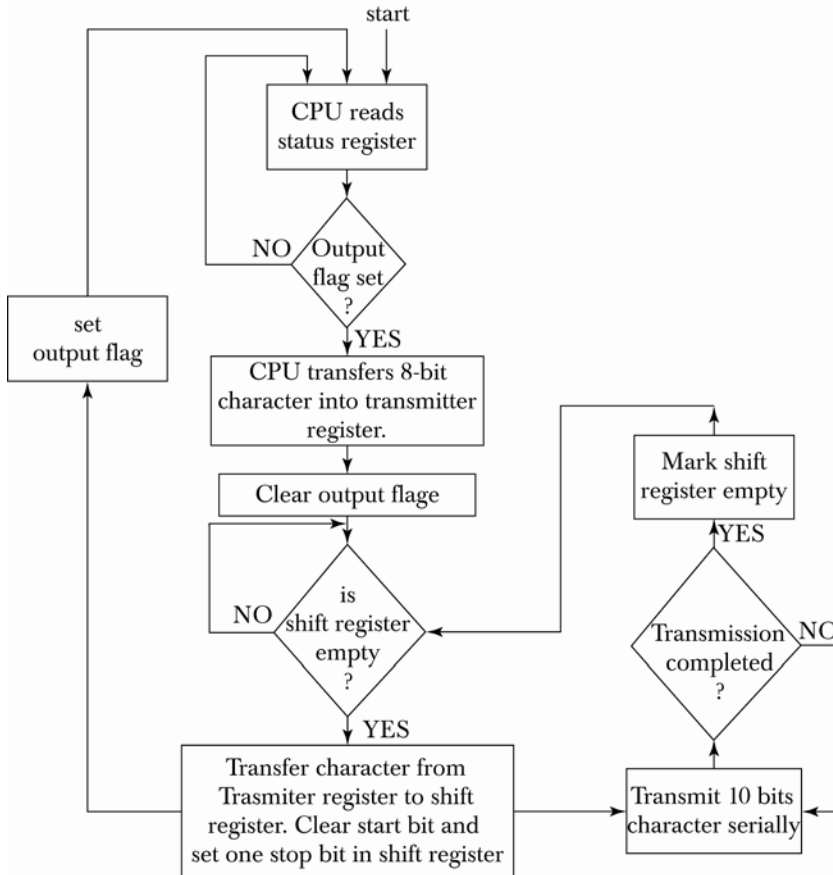 start
CPU reads
status register
NO
Output
flag set
?
YES
set
output flag
CPU transfers 8-bit
character into transmitter
register.
Clear output flage
NO
is
shift register
empty
?
YES
Transfer character from
Trasmiter register to shift
register. Clear start bit and
set one stop bit in shift register
Mark shift
register empty
YES
Transmission
completed
?
NO
Transmit 10 bits
character serially